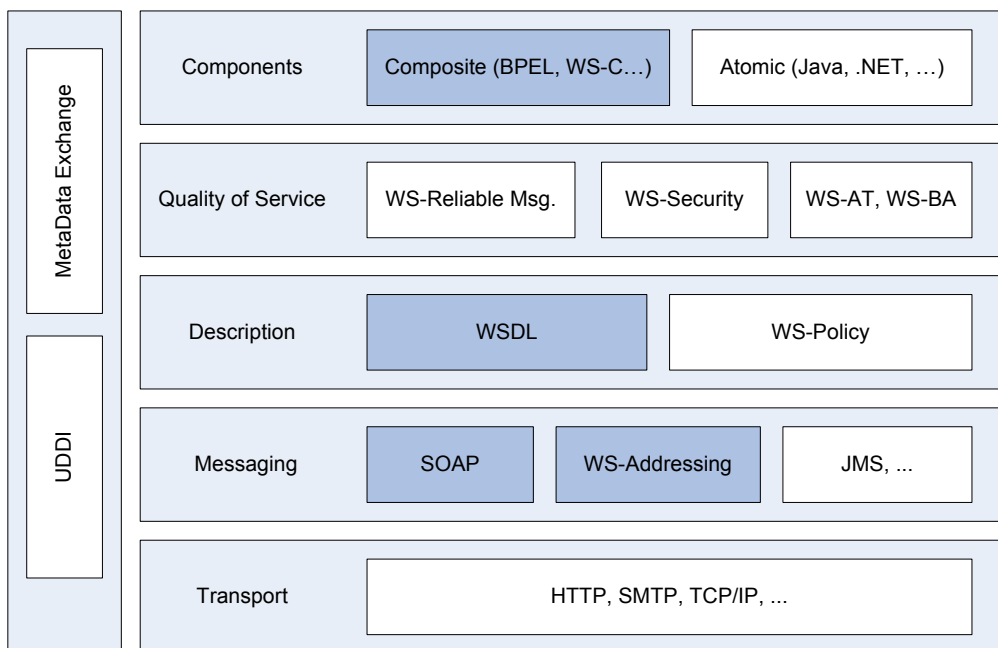 MetaData Exchange
UDDI
Components
Composite (BPEL, WS-C…)
Atomic (Java, .NET, …)
Quality of Service
WS-Reliable Msg.
WS-Security
WS-AT, WS-BA
Description
WSDL
WS-Policy
Messaging
SOAP
WS-Addressing
JMS, ...
Transport
HTTP, SMTP, TCP/IP, ...